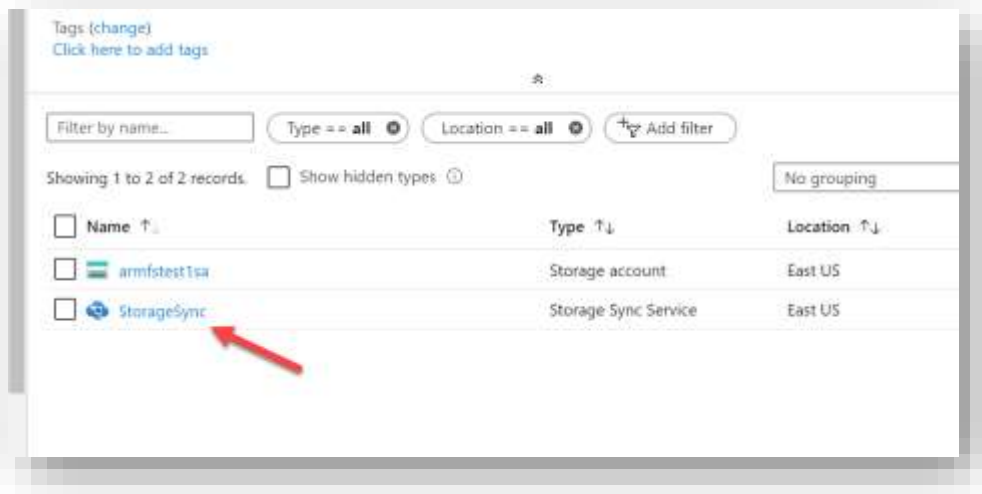 Tags (change)
Click here to add tags
Filter by name...
Type == all
Location == all
Add filter
Showing 1 to 2 of 2 records.
Show hidden types
No grouping
Name
Type
Location
armfstest1sa
Storage account
East US
StorageSync
Storage Sync Service
East US